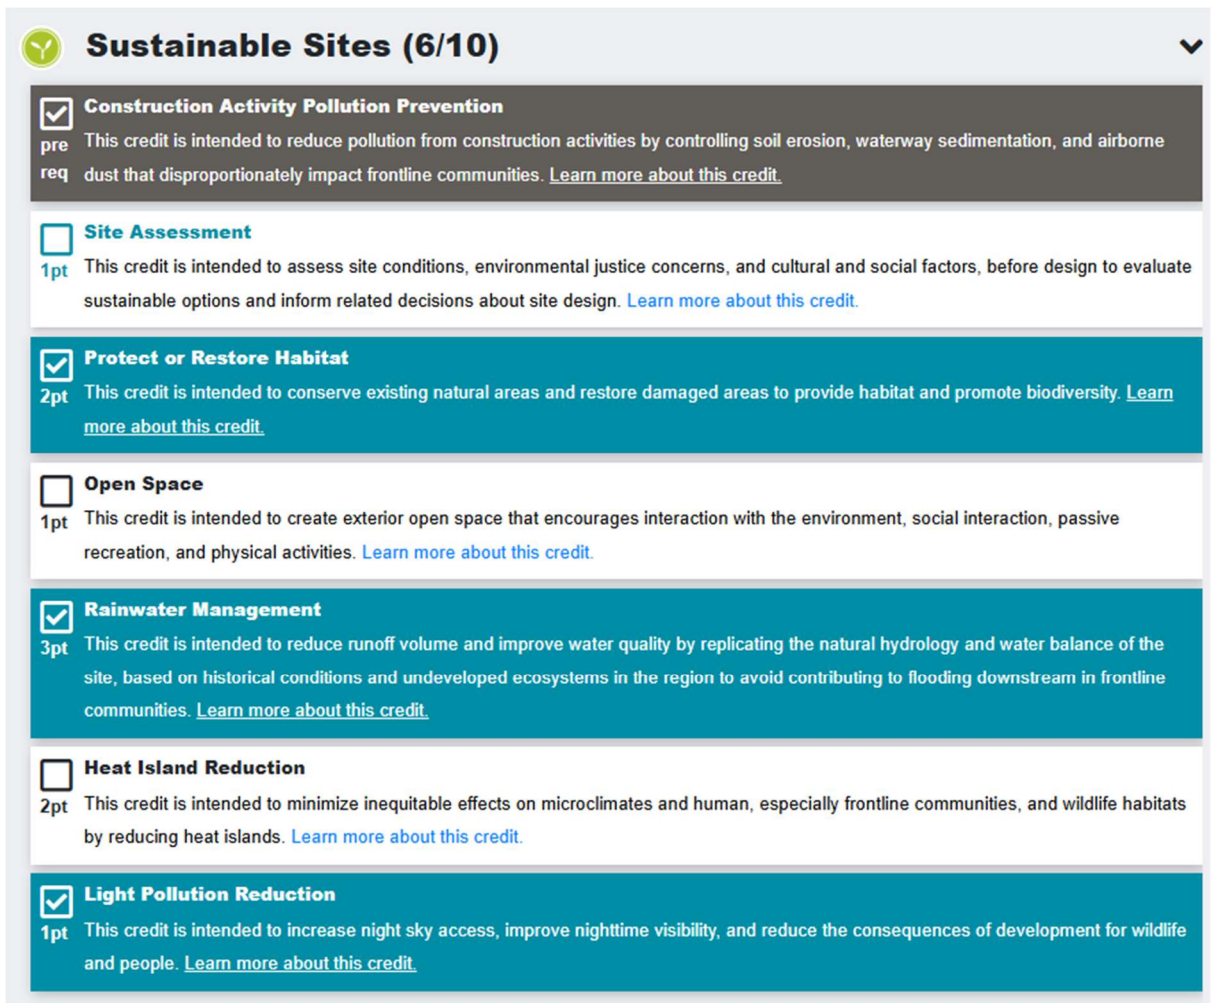 Sustainable Sites (6/10)
Construction Activity Pollution Prevention
pre
req
This credit is intended to reduce pollution from construction activities by controlling soil erosion, waterway sedimentation, and airborne
dust that disproportionately impact frontline communities. Learn more about this credit.
Site Assessment
1pt
This credit is intended to assess site conditions, environmental justice concerns, and cultural and social factors, before design to evaluate
sustainable options and inform related decisions about site design. Learn more about this credit.
Protect or Restore Habitat
2pt
This credit is intended to conserve existing natural areas and restore damaged areas to provide habitat and promote biodiversity. Learn
more about this credit.
Open Space
1pt
This credit is intended to create exterior open space that encourages interaction with the environment, social interaction, passive
recreation, and physical activities. Learn more about this credit.
Rainwater Management
3pt
This credit is intended to reduce runoff volume and improve water quality by replicating the natural hydrology and water balance of the
site, based on historical conditions and undeveloped ecosystems in the region to avoid contributing to flooding downstream in frontline
communities. Learn more about this credit.
Heat Island Reduction
2pt
This credit is intended to minimize inequitable effects on microclimates and human, especially frontline communities, and wildlife habitats
by reducing heat islands. Learn more about this credit.
Light Pollution Reduction
1pt
This credit is intended to increase night sky access, improve nighttime visibility, and reduce the consequences of development for wildlife
and people. Learn more about this credit.